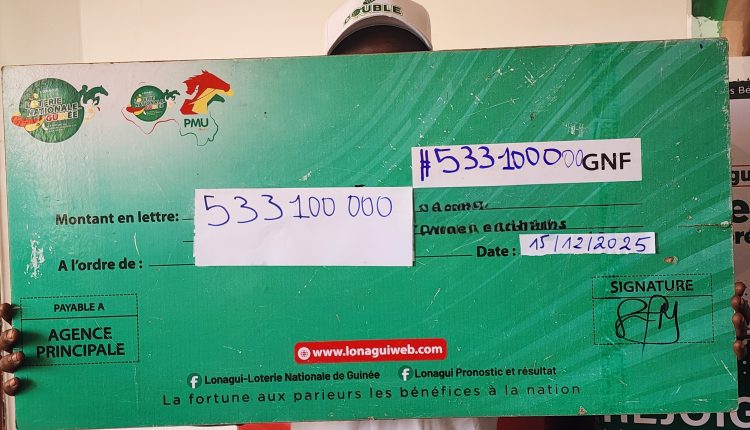 DOUBLE
LOTERIE
NATIONALE
GUINÉE
PMU
#533100000 GNF
Montant en lettre:
533 100 000
A l'ordre de :
Date : 15/12/2025
PAYABLE A
AGENCE
PRINCIPALE
SIGNATURE
www.lonaguiweb.com
Lonagui-Loterie Nationale de Guinée
Lonagui Pronostic et résultat
La fortune aux parieurs les bénéfices à la nation